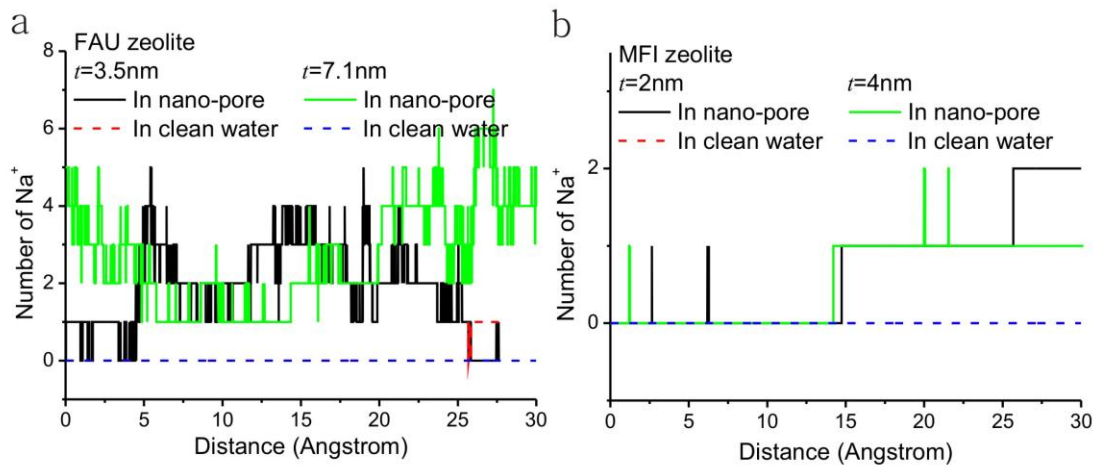 a
FAU zeolite
t=3.5nm t=7.1nm
In nano-pore In nano-pore
In clean water In clean water
8
6
4
2
0
Number of Na+
0 5 10 15 20 25 30
Distance (Angstrom)
b
MFI zeolite
t=2nm t=4nm
In nano-pore In nano-pore
In clean water In clean water
2
0
Number of Na+
0 5 10 15 20 25 30
Distance (Angstrom)